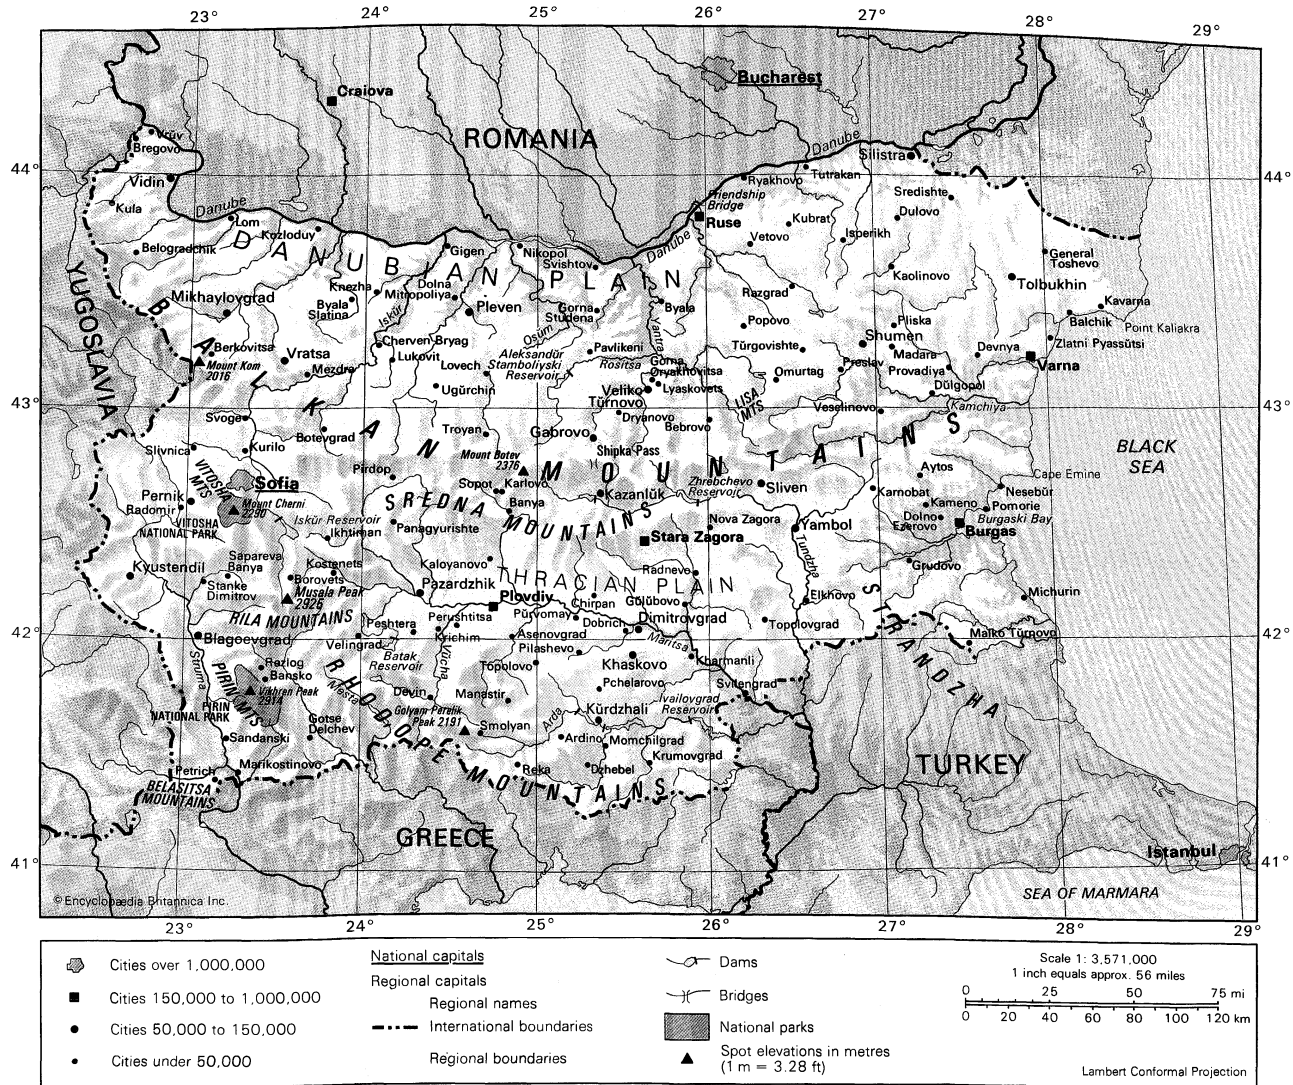 23° 24° 25° 26° 27° 28° 29°
Craiova
Bucharest
ROMANIA
Vrŭv
Bregovo
Danube
Silistra
44°
44°
Vidin
Ryakhovo
Tutrakan
Sredishte
Kula
Danube
Friendship
Bridge
Lom
Ruse
Kubrat
Dulovo
Kozloduy
Belogradchik
DANUBIAN PLAIN
Gigen
Nikopol
Svishtov
Danube
Vetovo
Isperikh
General
Toshevo
YUGOSLAVIA
Knezha
Dolna
Mitropoliya
Kaolinovo
Tolbukhin
Mikhaylovgrad
Byala
Slatina
Iskŭr
Pleven
Gorna
Studena
Byala
Razgrad
Kavarna
Balchik
Point Kaliakra
Osŭm
Yantra
Popovo
Pliska
Cherven Bryag
Shumen
Zlatni Pyassŭtsi
Berkovitsa
Mount Kom
2016
Vratsa
Lukovit
Pavlikeni
Tŭrgovishte
Madara
Devnya
Varna
Mezdra
Lovech
Aleksandŭr
Stamboliyski
Reservoir
Rositsa
Gorna
Oryakhovitsa
Preslav
Provadiya
Ugŭrchin
Veliko
Tŭrnovo
Lyaskovets
Omurtag
Dŭlgopol
LISA
MTS
43°
43°
Svoge
Dryanovo
Veselinovo
Kamchiya
Botevgrad
Troyan
Gabrovo
Bebrovo
BALKAN MOUNTAINS
BLACK
SEA
Slivnica
Kurilo
Mount Botev
2376
Shipka Pass
VITOSHA
MTS
Sofia
Pirdop
Sopot
Karlovo
Kazanlŭk
Zhrebchevo
Reservoir
Sliven
Aytos
Cape Emine
Pernik
Radomir
Mount Cherni
2290
SREDNA MOUNTAINS
Banya
Karnobat
Nesebŭr
Kameno
Pomorie
VITOSHA
NATIONAL PARK
Iskŭr Reservoir
Ikhtiman
Panagyurishte
Nova Zagora
Yambol
Dolno
Ezerovo
Burgaski Bay
Burgas
Stara Zagora
Kyustendil
Sapareva
Banya
Kostenets
Kaloyanovo
THRACIAN PLAIN
Radnevo
Tundzha
Grudovo
Borovets
Stanke
Dimitrov
Musala Peak
2925
Pazardzhik
Plovdiv
Chirpan
Gŭlŭbovo
Elkhovo
STRANDZHA
Michurin
RILA MOUNTAINS
Pŭrvomay
Dobrich
Dimitrovgrad
Topolovgrad
Peshtera
Perushtitsa
Krichim
42°
42°
Blagoevgrad
Velingrad
Asenovgrad
Maritsa
Malko Tŭrnovo
Pilashevo
Batak
Reservoir
Vŭcha
Topolovo
Khaskovo
Kharmanli
Struma
PIRIN MTS
Razlog
Bansko
Vikhren Peak
2914
Nesta
Devin
Manastir
Pchelarovo
Svilengrad
PIRIN
NATIONAL PARK
Ivailovgrad
Reservoir
Golyam Perelik
Peak 2191
Smolyan
Arda
Kŭrdzhali
Gotse
Delchev
RHODOPE MOUNTAINS
Sandanski
Ardino
Momchilgrad
Krumovgrad
TURKEY
Petrich
Marikostinovo
Reka
Dzhebel
BELASITSA
MOUNTAINS
GREECE
Istanbul
41°
41°
SEA OF MARMARA
© Encyclopædia Britannica Inc.
23° 24° 25° 26° 27° 28° 29°
Cities over 1,000,000
Cities 150,000 to 1,000,000
Cities 50,000 to 150,000
Cities under 50,000
National capitals
Regional capitals
Regional names
International boundaries
Regional boundaries
Dams
Bridges
National parks
Spot elevations in metres
(1 m = 3.28 ft)
Scale 1: 3,571,000
1 inch equals approx. 56 miles
0 25 50 75 mi
0 20 40 60 80 100 120 km
Lambert Conformal Projection